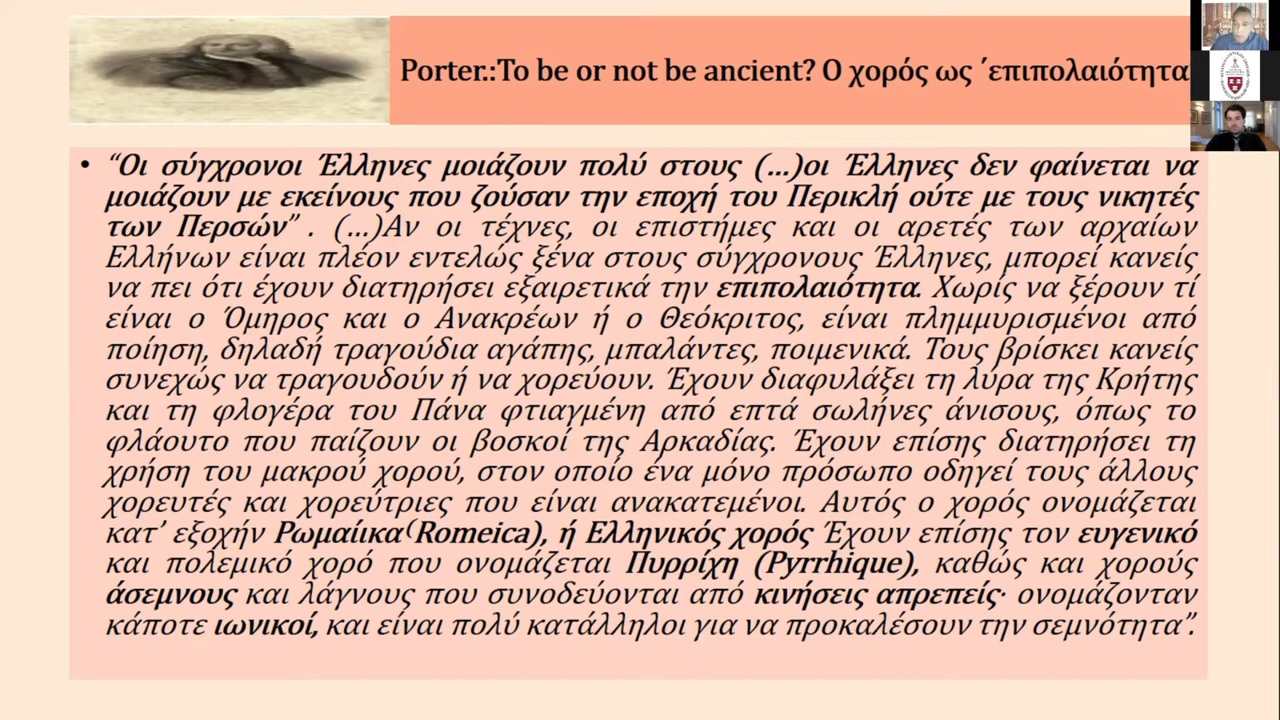 Porter.:To be or not be ancient? Ο χορός ως ΄επιπολαιότητα
• “Οι σύγχρονοι Έλληνες μοιάζουν πολύ στους (…)οι Έλληνες δεν φαίνεται να
μοιάζουν με εκείνους που ζούσαν την εποχή του Περικλή ούτε με τους νικητές
των Περσών” . (…)Αν οι τέχνες, οι επιστήμες και οι αρετές των αρχαίων
Ελλήνων είναι πλέον εντελώς ξένα στους σύγχρονους Έλληνες, μπορεί κανείς
να πει ότι έχουν διατηρήσει εξαιρετικά την επιπολαιότητα. Χωρίς να ξέρουν τί
είναι ο Όμηρος και ο Ανακρέων ή ο Θεόκριτος, είναι πλημμυρισμένοι από
ποίηση, δηλαδή τραγούδια αγάπης, μπαλάντες, ποιμενικά. Τους βρίσκει κανείς
συνεχώς να τραγουδούν ή να χορεύουν. Έχουν διαφυλάξει τη λύρα της Κρήτης
και τη φλογέρα του Πάνα φτιαγμένη από επτά σωλήνες άνισους, όπως το
φλάουτο που παίζουν οι βοσκοί της Αρκαδίας. Έχουν επίσης διατηρήσει τη
χρήση του μακρού χορού, στον οποίο ένα μόνο πρόσωπο οδηγεί τους άλλους
χορευτές και χορεύτριες που είναι ανακατεμένοι. Αυτός ο χορός ονομάζεται
κατ’ εξοχήν Ρωμαίικα(Romeica), ή Ελληνικός χορός Έχουν επίσης τον ευγενικό
και πολεμικό χορό που ονομάζεται Πυρρίχη (Pyrrhique), καθώς και χορούς
άσεμνους και λάγνους που συνοδεύονται από κινήσεις απρεπείς· ονομάζονταν
κάποτε ιωνικοί, και είναι πολύ κατάλληλοι για να προκαλέσουν την σεμνότητα”.